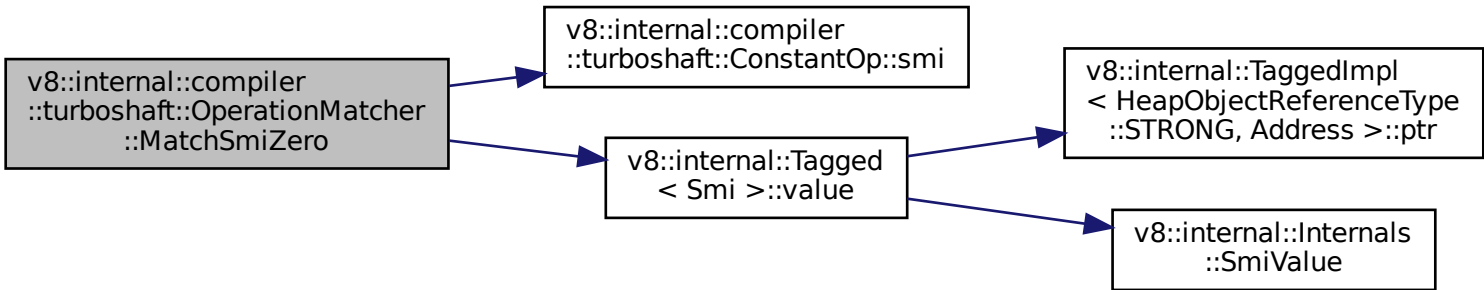 v8::internal::compiler
::turboshaft::OperationMatcher
::MatchSmiZero
v8::internal::compiler
::turboshaft::ConstantOp::smi
v8::internal::Tagged
< Smi >::value
v8::internal::TaggedImpl
< HeapObjectReferenceType
::STRONG, Address >::ptr
v8::internal::Internals
::SmiValue